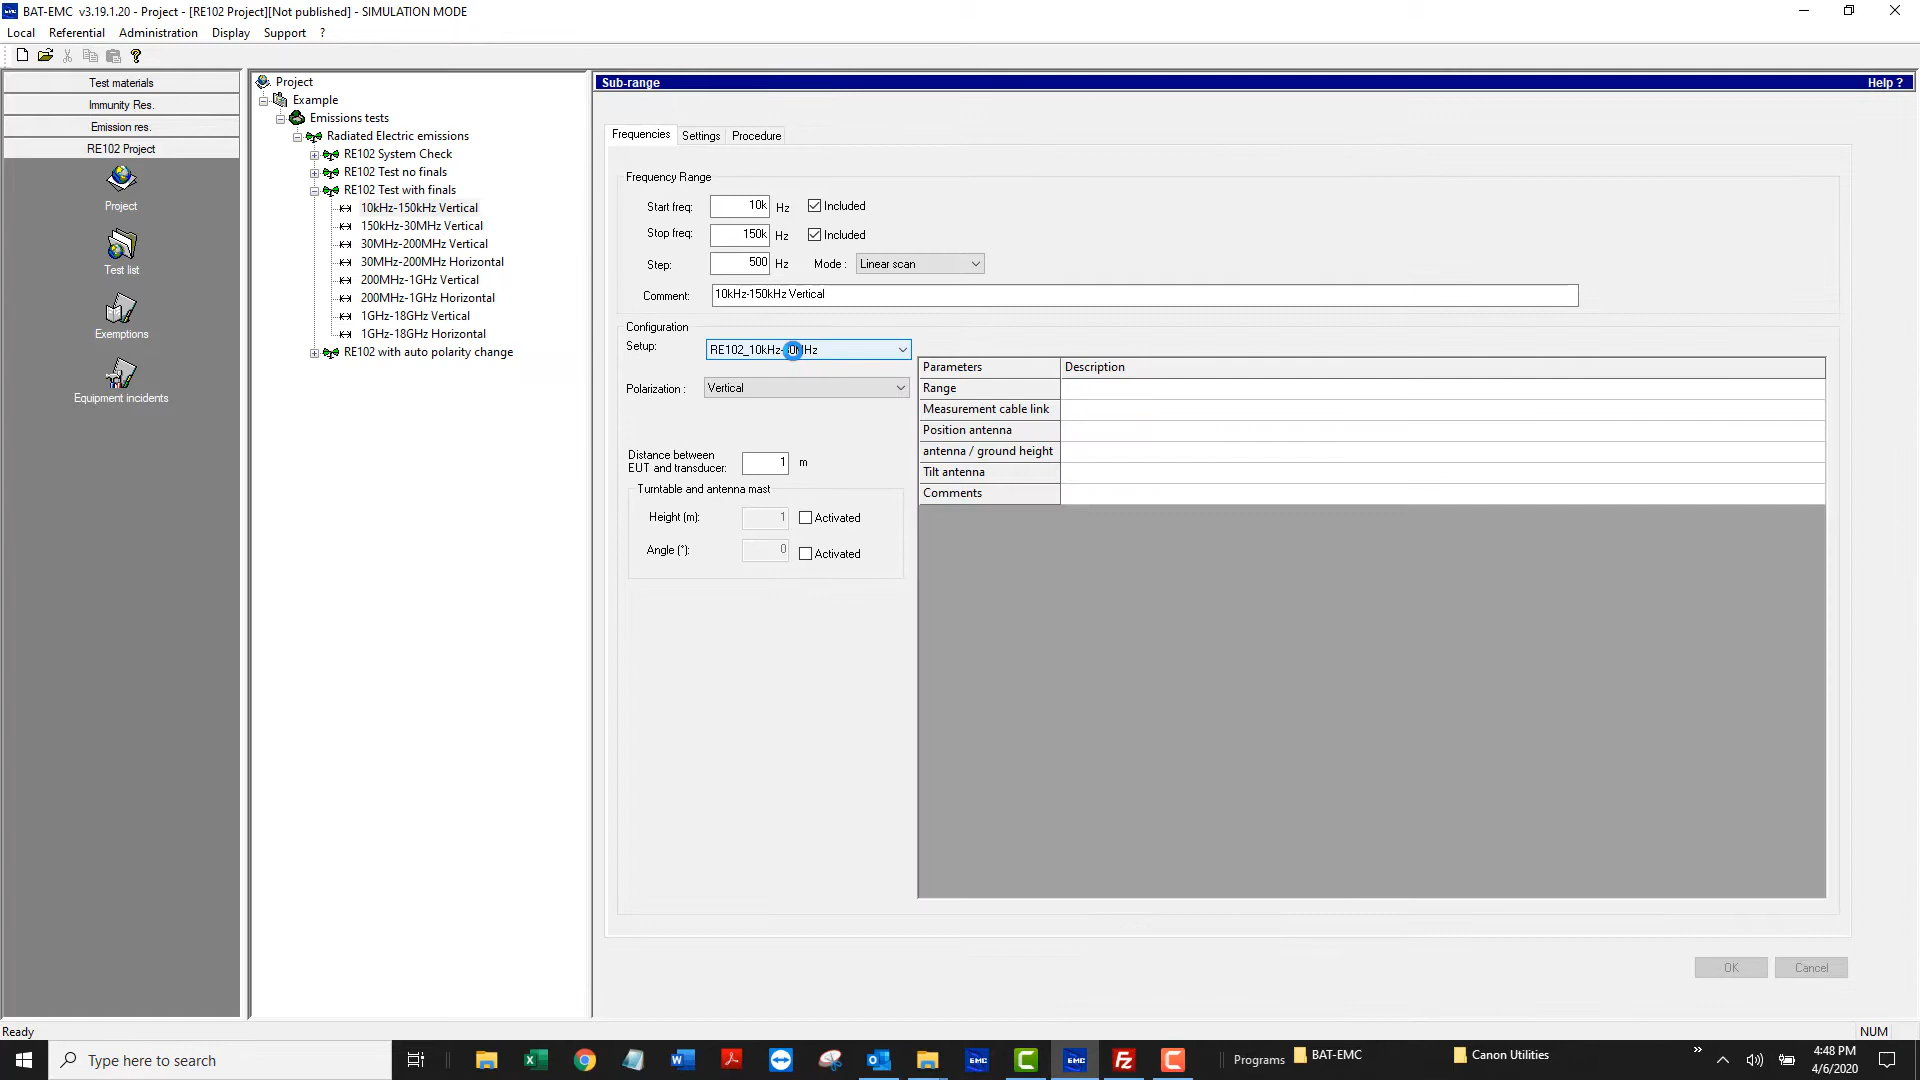 BAT-EMC v3.19.1.20 - Project - [RE102 Project][Not published] - SIMULATION MODE
Local Referential Administration Display Support ?
Test materials
Immunity Res.
Emission res.
RE102 Project
Project
Test list
Exemptions
Equipment incidents
Project
Example
Emissions tests
Radiated Electric emissions
RE102 System Check
RE102 Test no finals
RE102 Test with finals
10kHz-150kHz Vertical
150kHz-30MHz Vertical
30MHz-200MHz Vertical
30MHz-200MHz Horizontal
200MHz-1GHz Vertical
200MHz-1GHz Horizontal
1GHz-18GHz Vertical
1GHz-18GHz Horizontal
RE102 with auto polarity change
Sub-range Help ?
Frequencies Settings Procedure
Frequency Range
Start freq: 10k Hz Included
Stop freq: 150k Hz Included
Step: 500 Hz Mode : Linear scan
Comment: 10kHz-150kHz Vertical
Configuration
Setup: RE102_10kHz-30MHz
Polarization : Vertical
Distance between
EUT and transducer: 1 m
Turntable and antenna mast
Height (m): 1 Activated
Angle (°): 0 Activated
Parameters Description
Range
Measurement cable link
Position antenna
antenna / ground height
Tilt antenna
Comments
OK Cancel
Ready NUM
Type here to search
EMC EMC
Programs BAT-EMC Canon Utilities
4:48 PM
4/6/2020